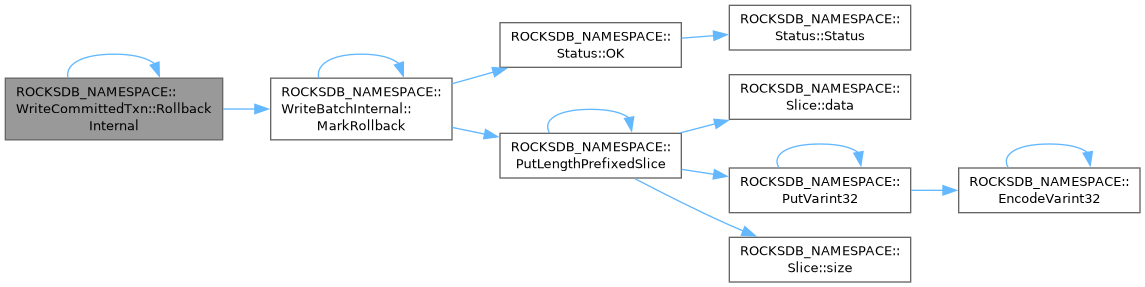 ROCKSDB_NAMESPACE::
WriteCommittedTxn::Rollback
Internal
ROCKSDB_NAMESPACE::
WriteBatchInternal::
MarkRollback
ROCKSDB_NAMESPACE::
Status::OK
ROCKSDB_NAMESPACE::
Status::Status
ROCKSDB_NAMESPACE::
PutLengthPrefixedSlice
ROCKSDB_NAMESPACE::
Slice::data
ROCKSDB_NAMESPACE::
PutVarint32
ROCKSDB_NAMESPACE::
EncodeVarint32
ROCKSDB_NAMESPACE::
Slice::size